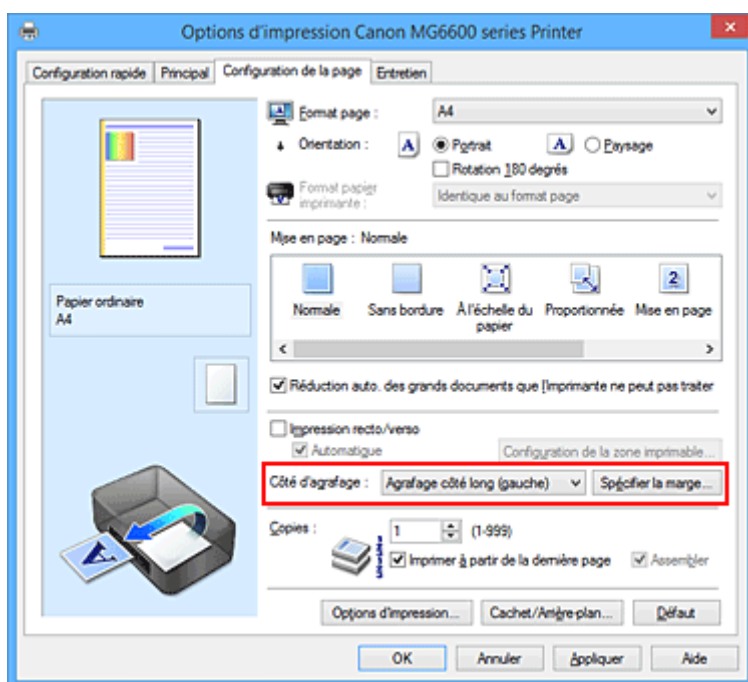 Options d'impression Canon MG6600 series Printer
Configuration rapide Principal Configuration de la page Entretien
Format page : A4
Orientation : A Portrait A Paysage
Rotation 180 degrés
Format papier imprimante : Identique au format page
Mise en page : Normale
2
Normale Sans bordure À l'échelle du papier Proportionnée Mise en page
Papier ordinaire
A4
Réduction auto. des grands documents que l'imprimante ne peut pas traiter
Impression recto/verso
Automatique Configuration de la zone imprimable...
Côté d'agrafage : Agrafage côté long (gauche) Spécifier la marge...
Copies : 1 (1-999)
Imprimer à partir de la dernière page Assembler
A
Options d'impression... Cachet/Arrière-plan... Défaut
OK Annuler Appliquer Aide